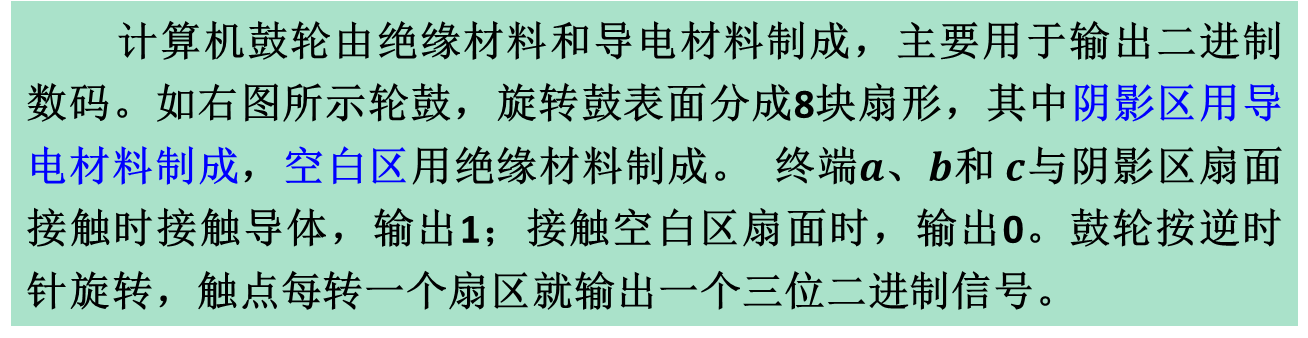 计算机鼓轮由绝缘材料和导电材料制成，主要用于输出二进制
数码。如右图所示轮鼓，旋转鼓表面分成8块扇形，其中阴影区用导
电材料制成，空白区用绝缘材料制成。 终端a、b和 c与阴影区扇面
接触时接触导体，输出1；接触空白区扇面时，输出0。鼓轮按逆时
针旋转，触点每转一个扇区就输出一个三位二进制信号。